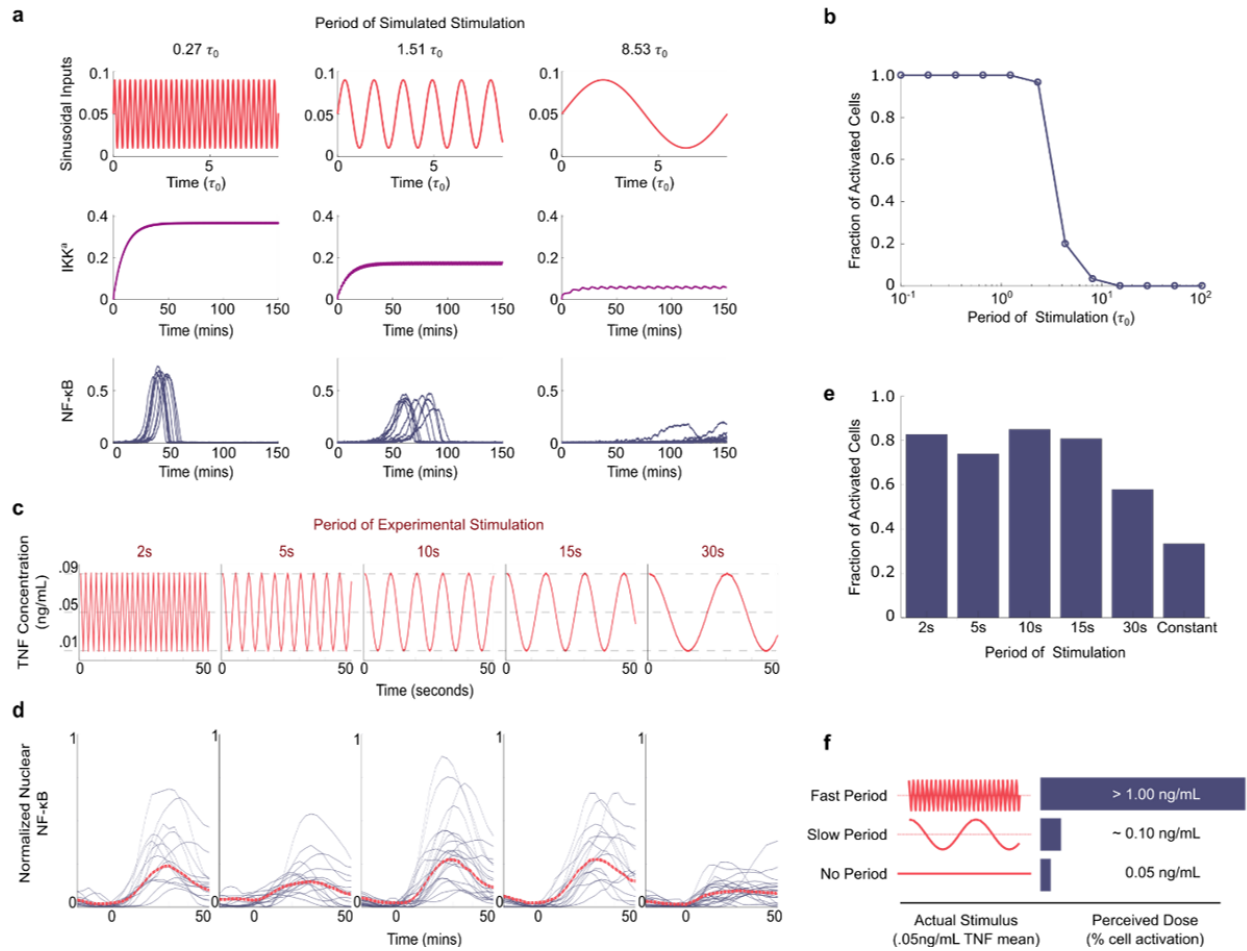 a
Period of Simulated Stimulation
0.27 τ₀ 1.51 τ₀ 8.53 τ₀
Sinusoidal Inputs
0.1 0.1 0.1
0.05 0.05 0.05
0 0 0
0 5 0 5 0 5
Time (τ₀) Time (τ₀) Time (τ₀)
IKKᵃ
0.4 0.4 0.4
0.2 0.2 0.2
0 0 0
0 50 100 150 0 50 100 150 0 50 100 150
Time (mins) Time (mins) Time (mins)
NF-κB
0.5 0.5 0.5
0 0 0
0 50 100 150 0 50 100 150 0 50 100 150
Time (mins) Time (mins) Time (mins)
b
Fraction of Activated Cells
1.0
0.8
0.6
0.4
0.2
0
10⁻¹ 10⁰ 10¹ 10²
Period of Stimulation (τ₀)
c
Period of Experimental Stimulation
2s 5s 10s 15s 30s
TNF Concentration
(ng/mL)
.09
.05
.01
0 50 0 50 0 50 0 50 0 50
Time (seconds)
d
Normalized Nuclear
NF-κB
1 1 1 1 1
0 0 0 0 0
0 50 0 50 0 50 0 50 0 50
Time (mins)
e
Fraction of Activated Cells
1.0
0.8
0.6
0.4
0.2
0
2s 5s 10s 15s 30s Constant
Period of Stimulation
f
Fast Period > 1.00 ng/mL
Slow Period ~ 0.10 ng/mL
No Period 0.05 ng/mL
Actual Stimulus Perceived Dose
(.05ng/mL TNF mean) (% cell activation)